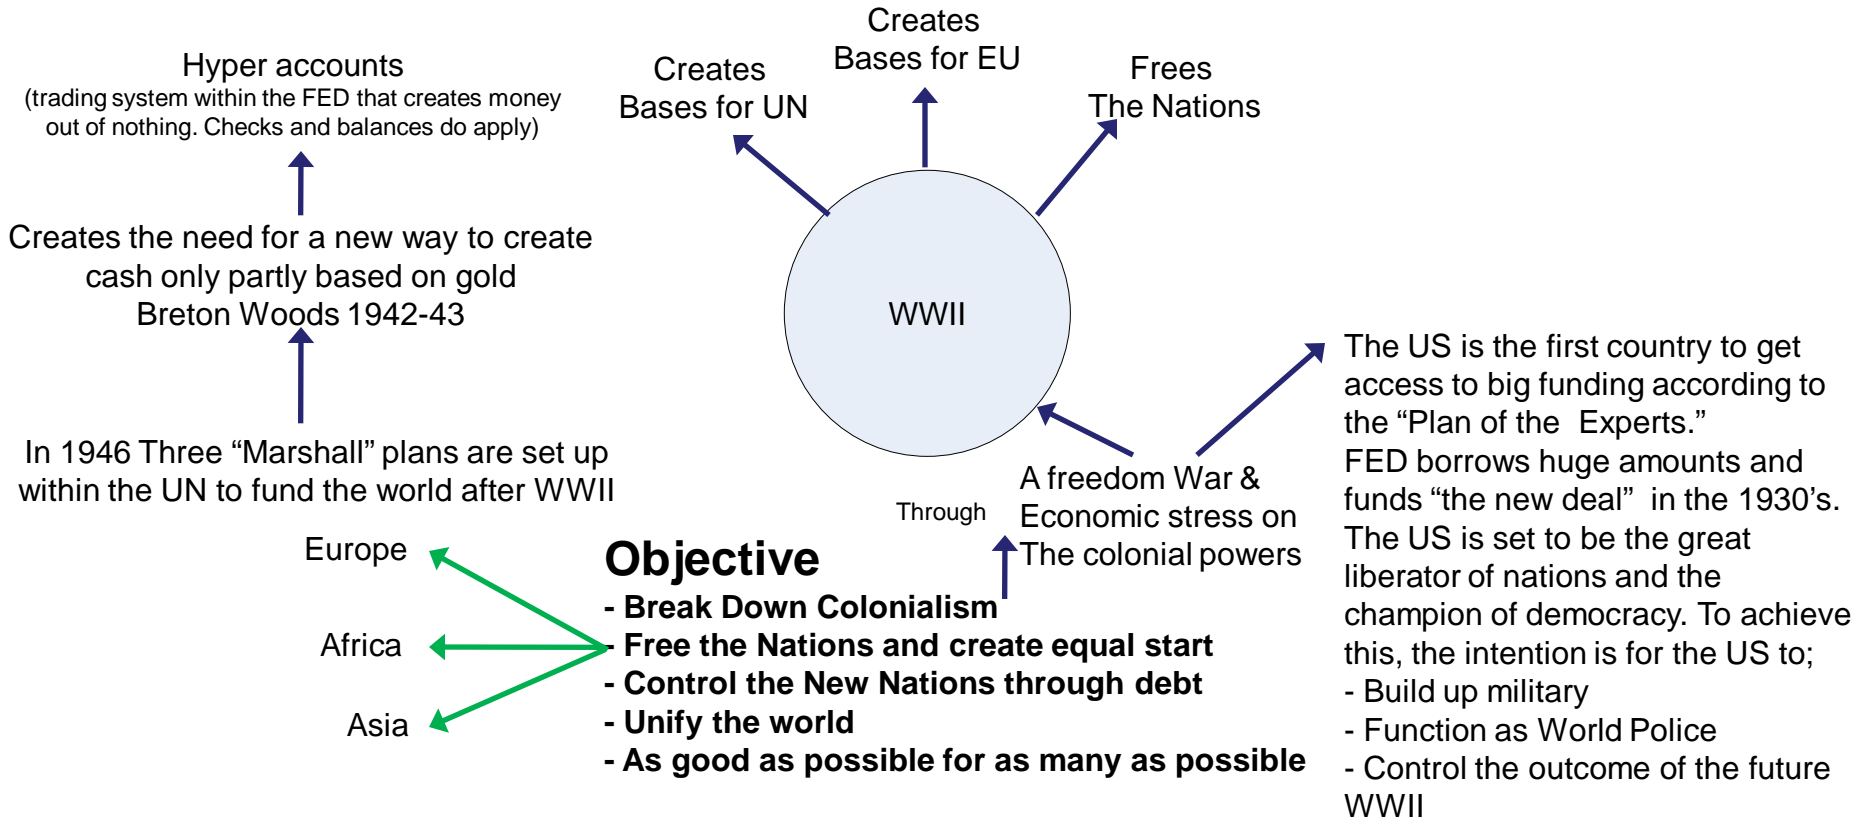 Hyper accounts
(trading system within the FED that creates money
out of nothing. Checks and balances do apply)
Creates the need for a new way to create
cash only partly based on gold
Breton Woods 1942-43
In 1946 Three “Marshall” plans are set up
within the UN to fund the world after WWII
Europe
Africa
Asia
Creates
Bases for UN
Creates
Bases for EU
Frees
The Nations
WWII
Through
A freedom War &
Economic stress on
The colonial powers
Objective
- Break Down Colonialism
- Free the Nations and create equal start
- Control the New Nations through debt
- Unify the world
- As good as possible for as many as possible
The US is the first country to get
access to big funding according to
the “Plan of the Experts.”
FED borrows huge amounts and
funds “the new deal” in the 1930’s.
The US is set to be the great
liberator of nations and the
champion of democracy. To achieve
this, the intention is for the US to;
- Build up military
- Function as World Police
- Control the outcome of the future
WWII